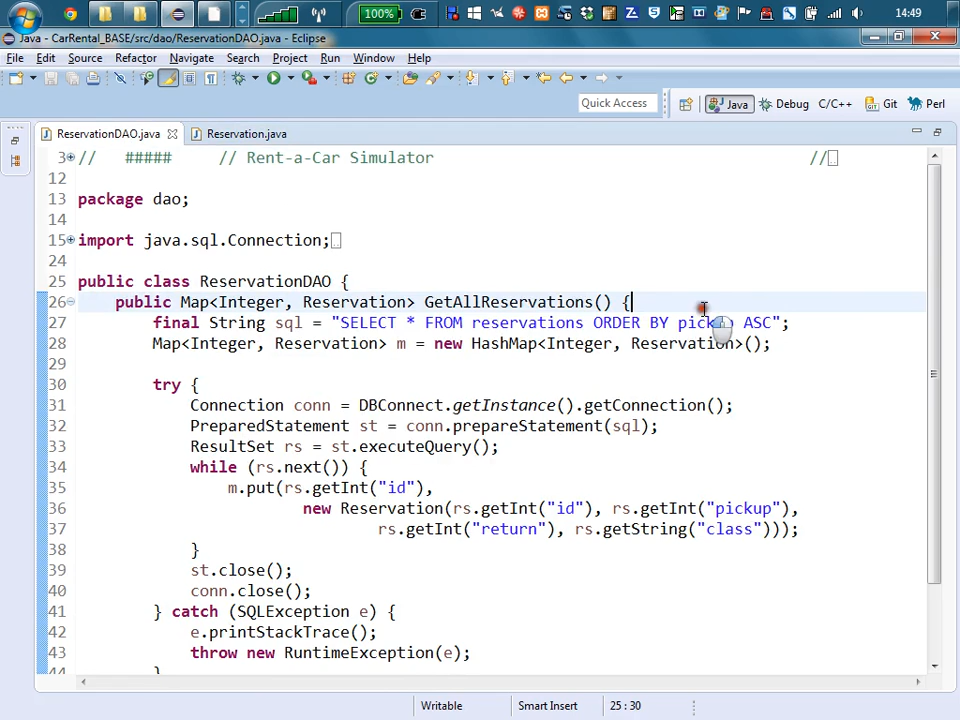 100%
14:49
Java - CarRental_BASE/src/dao/ReservationDAO.java - Eclipse
File Edit Source Refactor Navigate Search Project Run Window Help
Quick Access Java Debug C/C++ Git Perl
ReservationDAO.java Reservation.java
3 // ##### // Rent-a-Car Simulator //
12
13 package dao;
14
15 import java.sql.Connection;
24
25 public class ReservationDAO {
26 public Map<Integer, Reservation> GetAllReservations() {
27 final String sql = "SELECT * FROM reservations ORDER BY pickup ASC";
28 Map<Integer, Reservation> m = new HashMap<Integer, Reservation>();
29
30 try {
31 Connection conn = DBConnect.getInstance().getConnection();
32 PreparedStatement st = conn.prepareStatement(sql);
33 ResultSet rs = st.executeQuery();
34 while (rs.next()) {
35 m.put(rs.getInt("id"),
36 new Reservation(rs.getInt("id"), rs.getInt("pickup"),
37 rs.getInt("return"), rs.getString("class")));
38 }
39 st.close();
40 conn.close();
41 } catch (SQLException e) {
42 e.printStackTrace();
43 throw new RuntimeException(e);
44 }
Writable Smart Insert 25 : 30